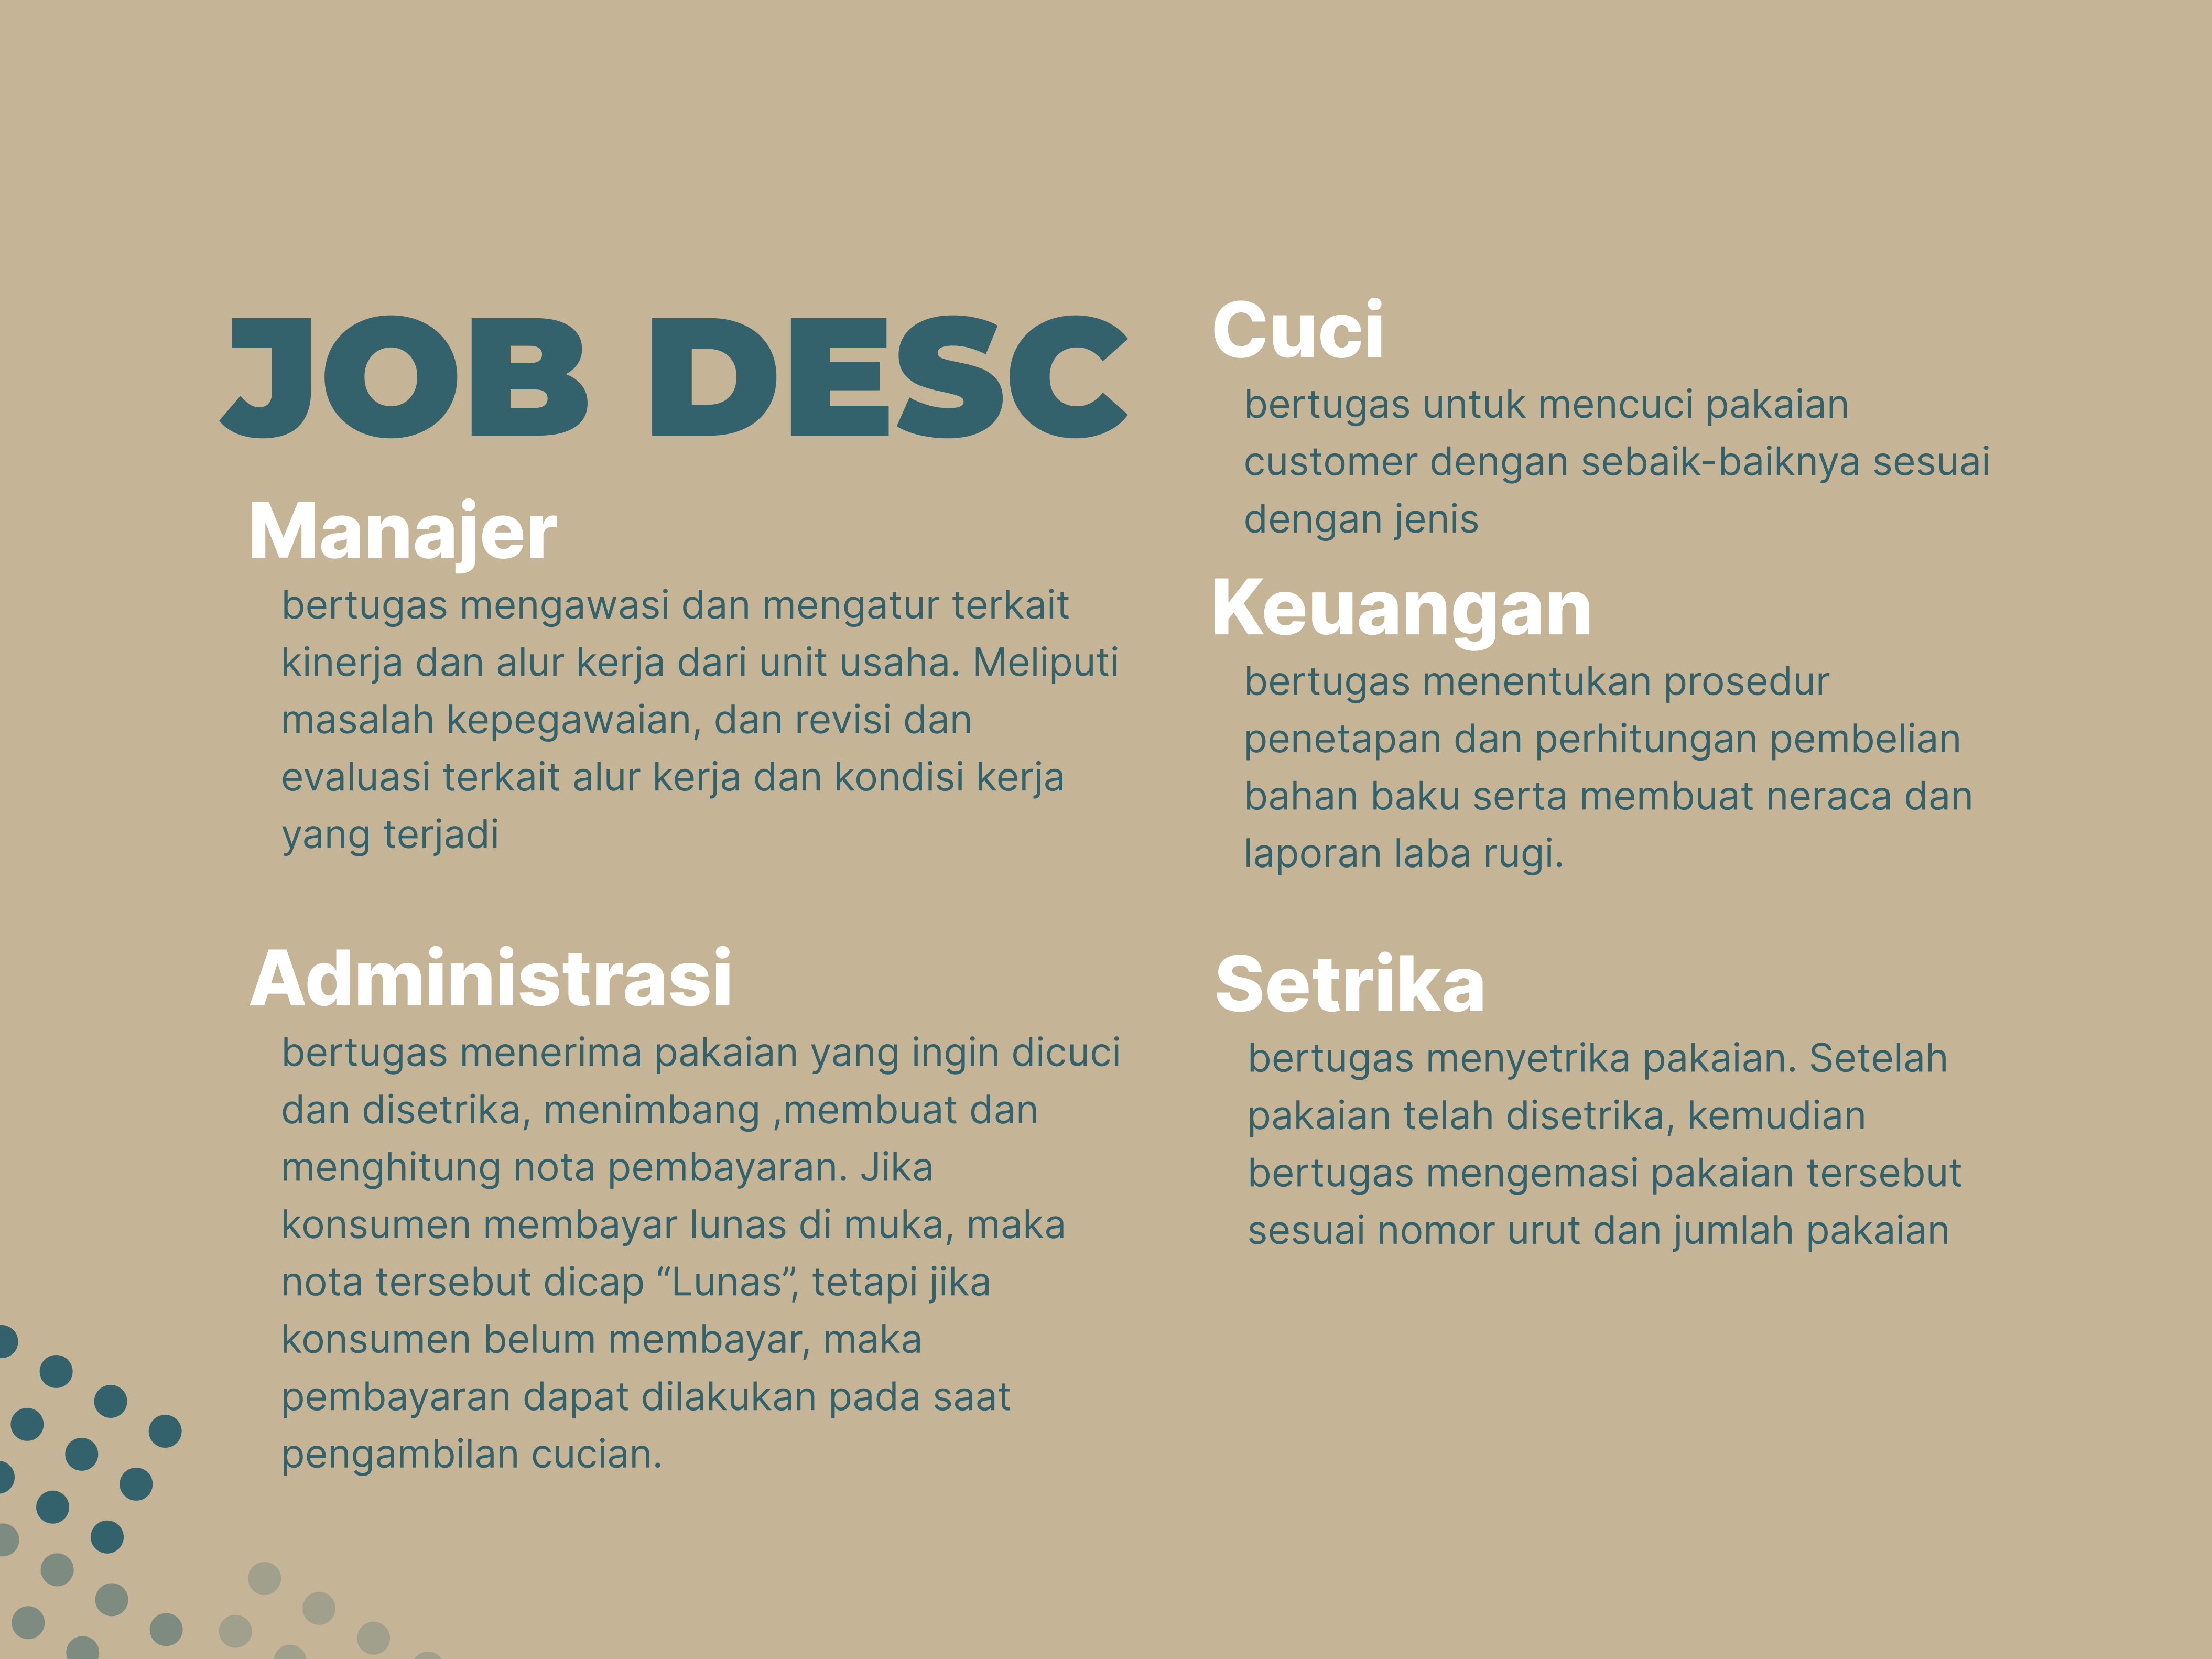 JOB DESC
Manajer
bertugas mengawasi dan mengatur terkait
kinerja dan alur kerja dari unit usaha. Meliputi
masalah kepegawaian, dan revisi dan
evaluasi terkait alur kerja dan kondisi kerja
yang terjadi
Administrasi
bertugas menerima pakaian yang ingin dicuci
dan disetrika, menimbang ,membuat dan
menghitung nota pembayaran. Jika
konsumen membayar lunas di muka, maka
nota tersebut dicap “Lunas”, tetapi jika
konsumen belum membayar, maka
pembayaran dapat dilakukan pada saat
pengambilan cucian.
Cuci
bertugas untuk mencuci pakaian
customer dengan sebaik-baiknya sesuai
dengan jenis
Keuangan
bertugas menentukan prosedur
penetapan dan perhitungan pembelian
bahan baku serta membuat neraca dan
laporan laba rugi.
Setrika
bertugas menyetrika pakaian. Setelah
pakaian telah disetrika, kemudian
bertugas mengemasi pakaian tersebut
sesuai nomor urut dan jumlah pakaian